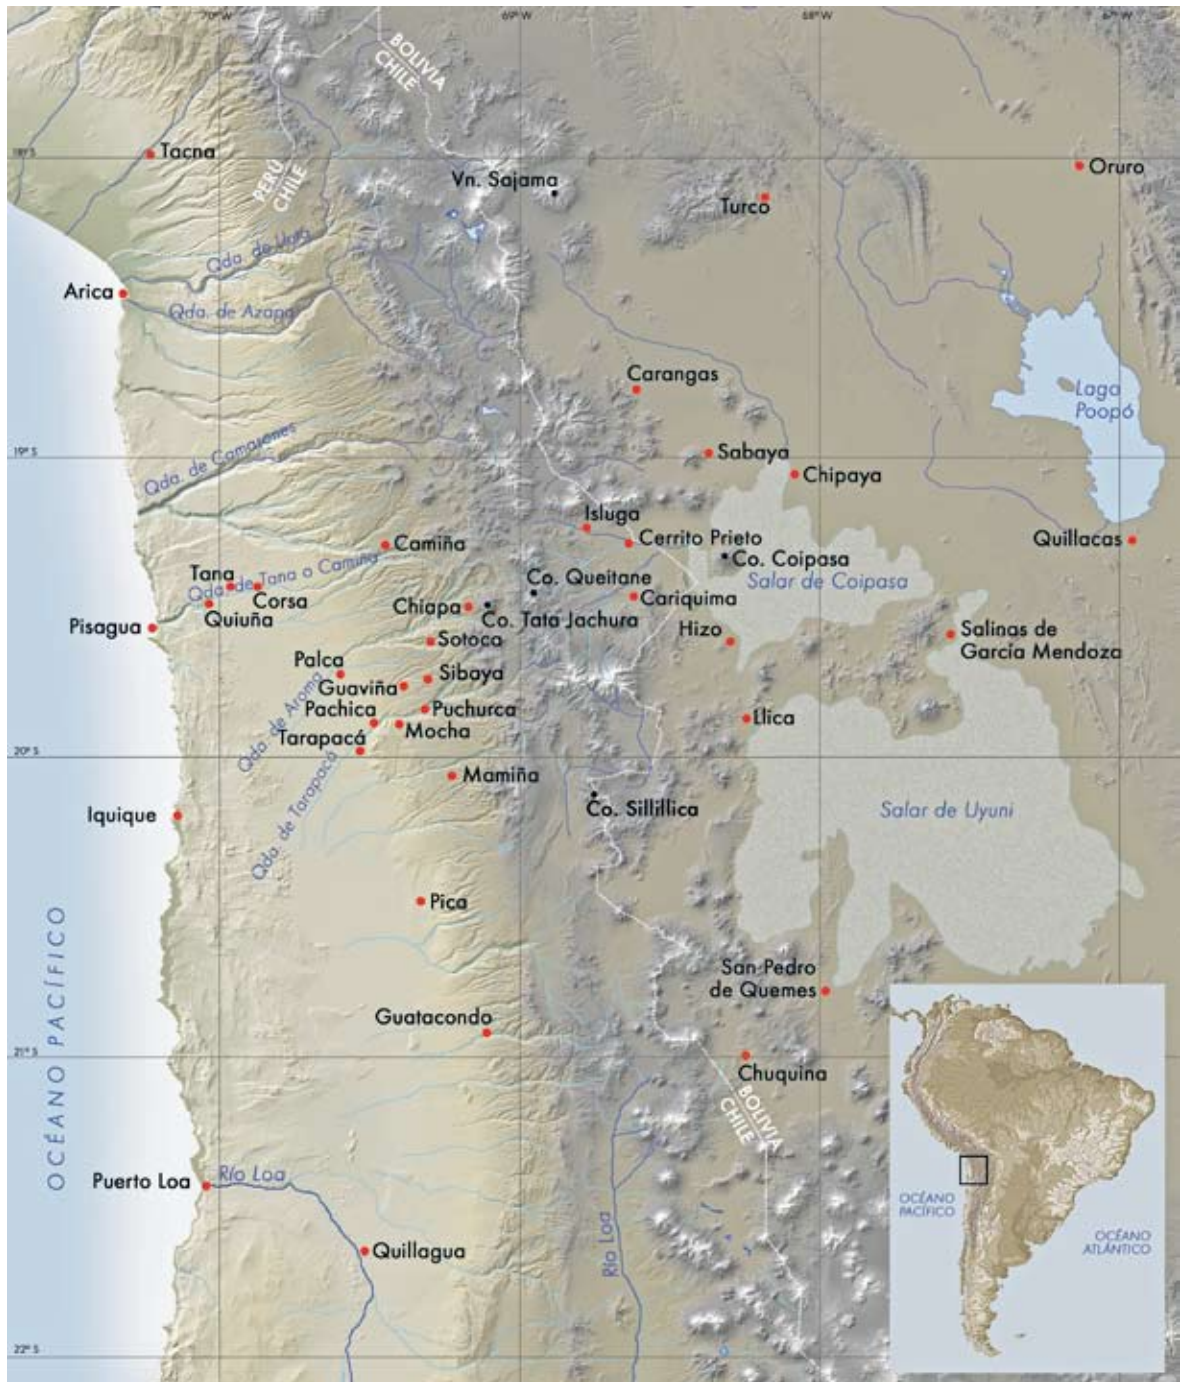 70° W
69° W
68° W
67° W
BOLIVIA
CHILE
18° S
Tacna
PERÚ
CHILE
Vn. Sajama
Turco
Oruro
Qda. de Lluta
Arica
Qda. de Azapa
Carangas
Lago
Poopó
Qda. de Camarones
19° S
Sabaya
Chipaya
Isluga
Camiña
Cerrito Prieto
Quillacas
Co. Coipasa
Salar de Coipasa
Tana
Qda. de Tana o Camiña
Co. Queitane
Corsa
Quiuña
Chiapa
Cariquima
Co. Tata Jachura
Pisagua
Sotoca
Hizo
Salinas de
García Mendoza
Palca
Sibaya
Guaviña
Qda. de Aroma
Pachica
Puchurca
Llica
Mocha
Tarapacá
20° S
Mamiña
Qda. de Tarapacá
Iquique
Co. Sillillica
Salar de Uyuni
Pica
OCÉANO PACÍFICO
San Pedro
de Quemes
Guatacondo
21° S
Chuquina
BOLIVIA
CHILE
Puerto Loa
Río Loa
Quillagua
Río Loa
OCÉANO
PACÍFICO
OCÉANO
ATLÁNTICO
22° S